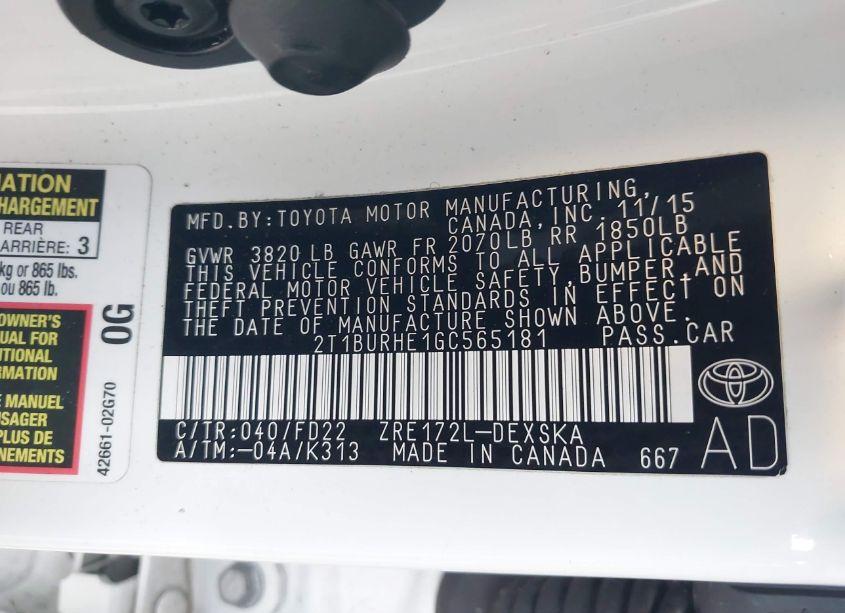 MATION
HARGEMENT
REAR
ARRIÈRE: 3
kg or 865 lbs.
ou 865 lb.
OWNER'S
UAL FOR
ITIONAL
RMATION
E MANUEL
USAGER
PLUS DE
NEMENTS
0G
42661-02G70
MFD.BY:TOYOTA MOTOR MANUFACTURING,
CANADA,INC. 11/15
GVWR 3820 LB GAWR FR 2070LB RR 1850LB
THIS VEHICLE CONFORMS TO ALL APPLICABLE
FEDERAL MOTOR VEHICLE SAFETY,BUMPER,AND
THEFT PREVENTION STANDARDS IN EFFECT ON
THE DATE OF MANUFACTURE SHOWN ABOVE.
2T1BURHE1GC565181 PASS.CAR
C/TR:040/FD22 ZRE172L-DEXSKA
A/TM:-04A/K313 MADE IN CANADA 667
AD